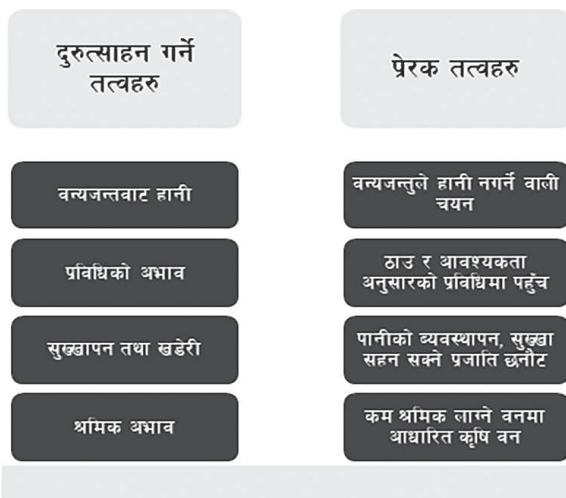 दुरुत्साहन गर्ने
तत्वहरु
प्रेरक तत्वहरु
वन्यजन्तवाट हानी
वन्यजन्तुले हानी नगर्ने वाली
चयन
प्रविधिको अभाव
ठाउ र आवश्यकता
अनुसारको प्रविधिमा पहुँच
सुख्खापन तथा खडेरी
पानीको ब्यवस्थापन, सुख्खा
सहन सक्ने प्रजाति छनौट
श्रमिक अभाव
कम श्रमिक लाग्ने वनमा
आधारित कृषि वन